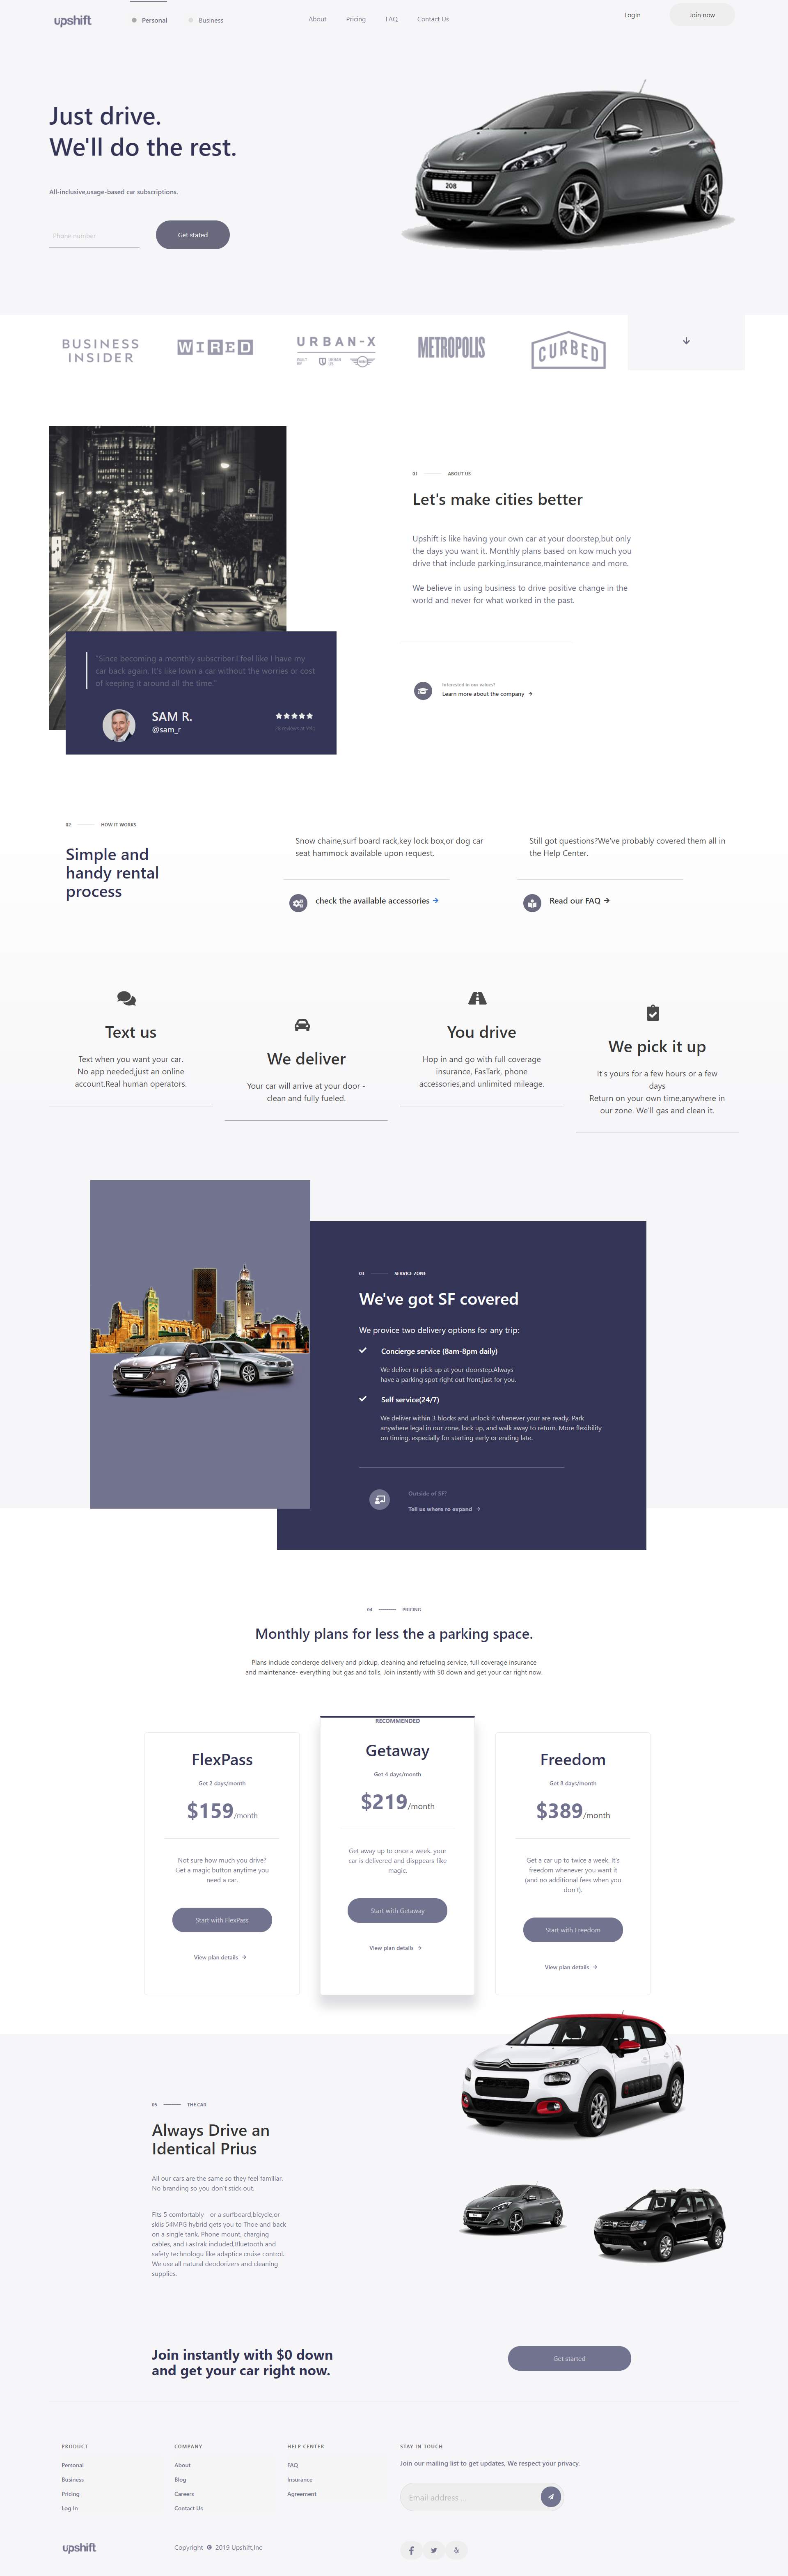 upshift
Personal
Business
About
Pricing
FAQ
Contact Us
LogIn
Join now
Just drive.
We'll do the rest.
All-inclusive,usage-based car subscriptions.
Phone number
Get stated
208
BUSINESS
INSIDER
WIRED
URBAN-X
BUILT
BY
URBAN
US
METROPOLIS
CURBED
01
ABOUT US
Let's make cities better
Upshift is like having your own car at your doorstep,but only
the days you want it. Monthly plans based on kow much you
drive that include parking,insurance,maintenance and more.
We believe in using business to drive positive change in the
world and never for what worked in the past.
"Since becoming a monthly subscriber.I feel like I have my
car back again. It's like Iown a car without the worries or cost
of keeping it around all the time."
SAM R.
@sam_r
Interested in our values?
Learn more about the company
02
HOW IT WORKS
Simple and
handy rental
process
Snow chaine,surf board rack,key lock box,or dog car
seat hammock available upon request.
check the available accessories
Still got questions?We've probably covered them all in
the Help Center.
Read our FAQ
Text us
Text when you want your car.
No app needed,just an online
account.Real human operators.
We deliver
Your car will arrive at your door -
clean and fully fueled.
You drive
Hop in and go with full coverage
insurance, FasTark, phone
accessories,and unlimited mileage.
We pick it up
It's yours for a few hours or a few
days
Return on your own time,anywhere in
our zone. We'll gas and clean it.
03
SERVICE ZONE
We've got SF covered
We provice two delivery options for any trip:
Concierge service (8am-8pm daily)
We deliver or pick up at your doorstep.Always
have a parking spot right out front,just for you.
Self service(24/7)
We deliver within 3 blocks and unlock it whenever your are ready, Park
anywhere legal in our zone, lock up, and walk away to return, More flexibility
on timing, especially for starting early or ending late.
Outside of SF?
Tell us where ro expand
04
PRICING
Monthly plans for less the a parking space.
Plans include concierge delivery and pickup, cleaning and refueling service, full coverage insurance
and maintenance- everything but gas and tolls. Join instantly with $0 down and get your car right now.
FlexPass
Get 2 days/month
$159/month
Not sure how much you drive?
Get a magic button anytime you
need a car.
Start with FlexPass
View plan details
RECOMMENDED
Getaway
Get 4 days/month
$219/month
Get away up to once a week. your
car is delivered and disppears-like
magic.
Start with Getaway
View plan details
Freedom
Get 8 days/month
$389/month
Get a car up to twice a week. It's
freedom whenever you want it
(and no additional fees when you
don't).
Start with Freedom
View plan details
05
THE CAR
Always Drive an
Identical Prius
All our cars are the same so they feel familiar.
No branding so you don't stick out.
Fits 5 comfortably - or a surfboard,bicycle,or
skiis 54MPG hybrid gets you to Thoe and back
on a single tank. Phone mount, charging
cables, and FasTrak included,Bluetooth and
safety technologu like adaptice cruise control.
We use all natural deodorizers and cleaning
supplies.
Join instantly with $0 down
and get your car right now.
Get started
PRODUCT
Personal
Business
Pricing
Log In
COMPANY
About
Blog
Careers
Contact Us
HELP CENTER
FAQ
Insurance
Agreement
STAY IN TOUCH
Join our mailing list to get updates, We respect your privacy.
Email address ...
upshift
Copyright © 2019 Upshift,Inc